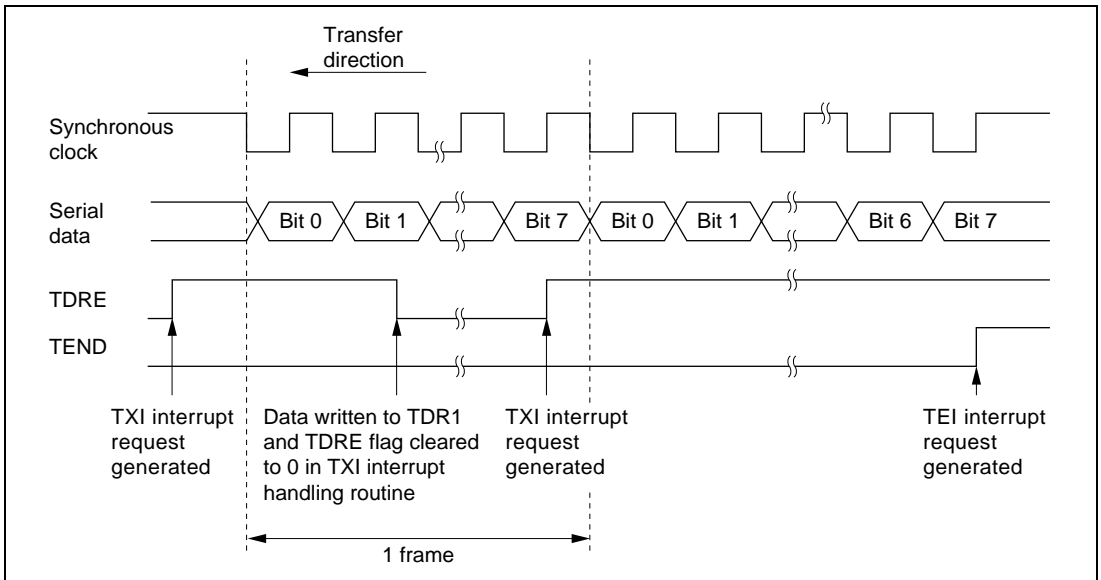 Transfer
direction
Synchronous
clock
Serial
data
Bit 0
Bit 1
Bit 7
Bit 0
Bit 1
Bit 6
Bit 7
TDRE
TEND
TXI interrupt
request
generated
Data written to TDR1
and TDRE flag cleared
to 0 in TXI interrupt
handling routine
TXI interrupt
request
generated
TEI interrupt
request
generated
1 frame